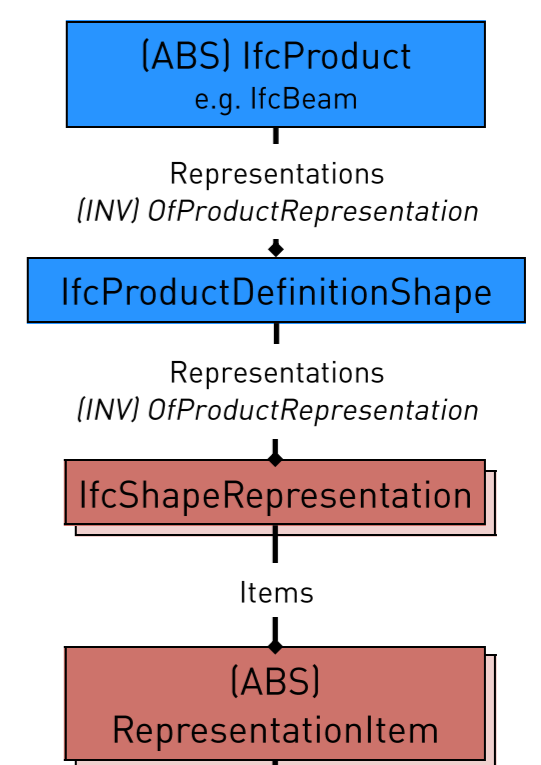 (ABS) IfcProduct
e.g. IfcBeam
Representations
(INV) OfProductRepresentation
IfcProductDefinitionShape
Representations
(INV) OfProductRepresentation
IfcShapeRepresentation
Items
(ABS)
RepresentationItem